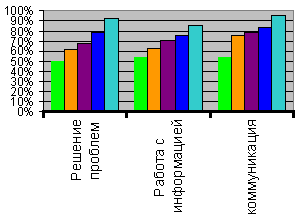 100%
90%
80%
70%
60%
50%
40%
30%
20%
10%
0%
Решение
проблем
Работа с
информацией
коммуникация